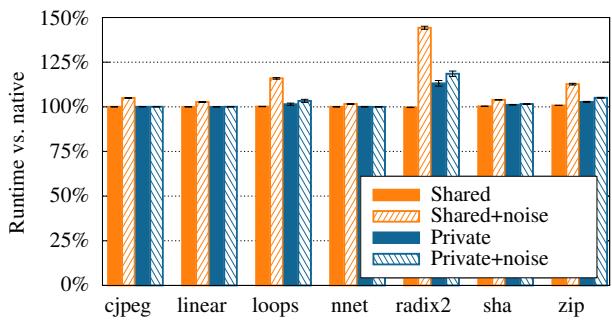 150%
125%
100%
75%
50%
25%
0%
Runtime vs. native
Shared
Shared+noise
Private
Private+noise
cjpeg linear loops nnet radix2 sha zip